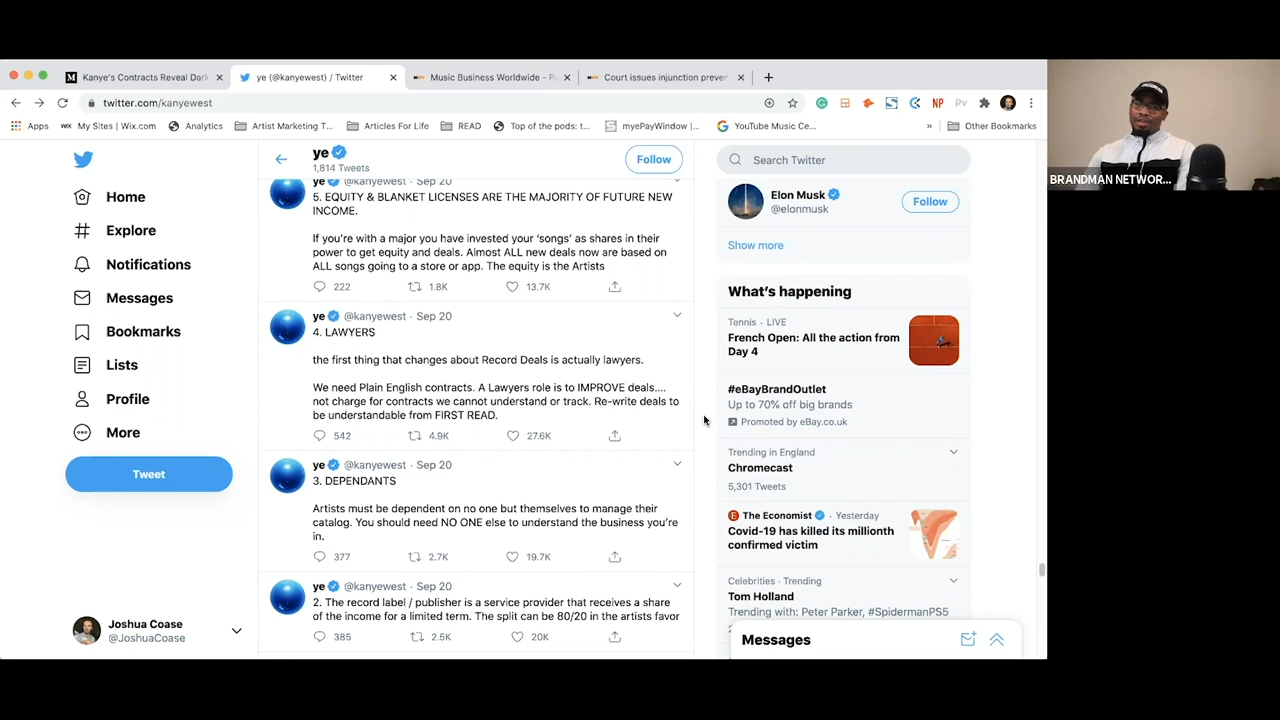 Kanye's Contracts Reveal Dark
ye (@kanyewest) / Twitter
Music Business Worldwide - P
Court issues injunction preven
twitter.com/kanyewest
NP
Pv
Apps
WIX
My Sites | Wix.com
Analytics
Artist Marketing T...
Articles For Life
READ
Top of the pods: t...
myePayWindow |...
YouTube Music Ce...
»
Other Bookmarks
BRANDMAN NETWOR...
Home
Explore
Notifications
Messages
Bookmarks
Lists
Profile
More
Tweet
Joshua Coase
@JoshuaCoase
ye
1,814 Tweets
Follow
ye @kanyewest · Sep 20
5. EQUITY & BLANKET LICENSES ARE THE MAJORITY OF FUTURE NEW
INCOME.
If you're with a major you have invested your 'songs' as shares in their
power to get equity and deals. Almost ALL new deals now are based on
ALL songs going to a store or app. The equity is the Artists
222 1.8K 13.7K
ye @kanyewest · Sep 20
4. LAWYERS
the first thing that changes about Record Deals is actually lawyers.
We need Plain English contracts. A Lawyers role is to IMPROVE deals....
not charge for contracts we cannot understand or track. Re-write deals to
be understandable from FIRST READ.
542 4.9K 27.6K
ye @kanyewest · Sep 20
3. DEPENDANTS
Artists must be dependent on no one but themselves to manage their
catalog. You should need NO ONE else to understand the business you're
in.
377 2.7K 19.7K
ye @kanyewest · Sep 20
2. The record label / publisher is a service provider that receives a share
of the income for a limited term. The split can be 80/20 in the artists favor
385 2.5K 20K
Search Twitter
Elon Musk
@elonmusk
Follow
Show more
What's happening
Tennis · LIVE
French Open: All the action from
Day 4
#eBayBrandOutlet
Up to 70% off big brands
Promoted by eBay.co.uk
Trending in England
Chromecast
5,301 Tweets
The Economist · Yesterday
Covid-19 has killed its millionth
confirmed victim
Celebrities · Trending
Tom Holland
Trending with: Peter Parker, #SpidermanPS5
Messages